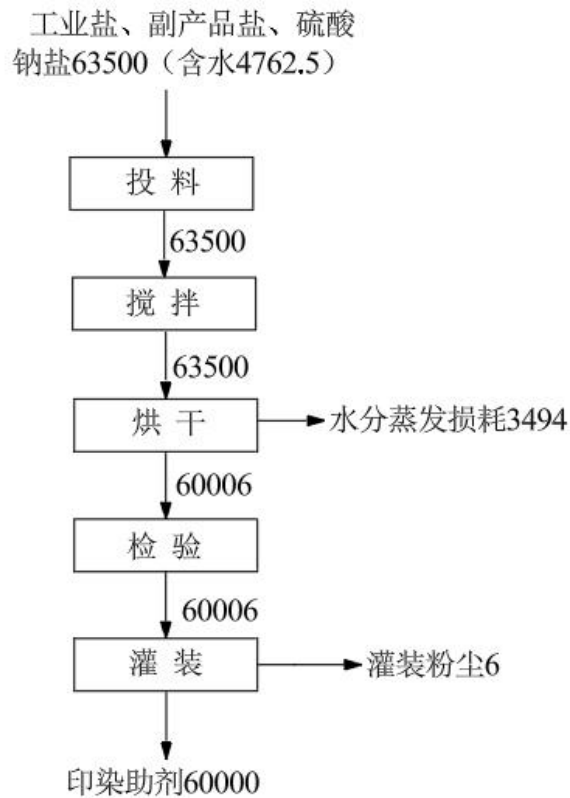 工业盐、副产品盐、硫酸
钠盐63500（含水4762.5）
投 料
63500
搅 拌
63500
烘 干
水分蒸发损耗3494
60006
检 验
60006
灌 装
灌装粉尘6
印染助剂60000